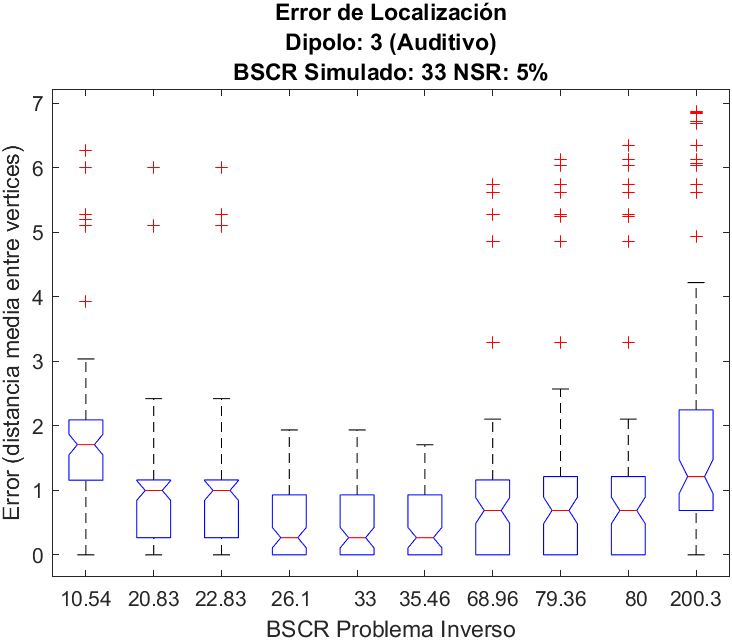 Error de Localización
Dipolo: 3 (Auditivo)
BSCR Simulado: 33 NSR: 5%
Error (distancia media entre vertices)
7
6
5
4
3
2
1
0
10.54 20.83 22.83 26.1 33 35.46 68.96 79.36 80 200.3
BSCR Problema Inverso